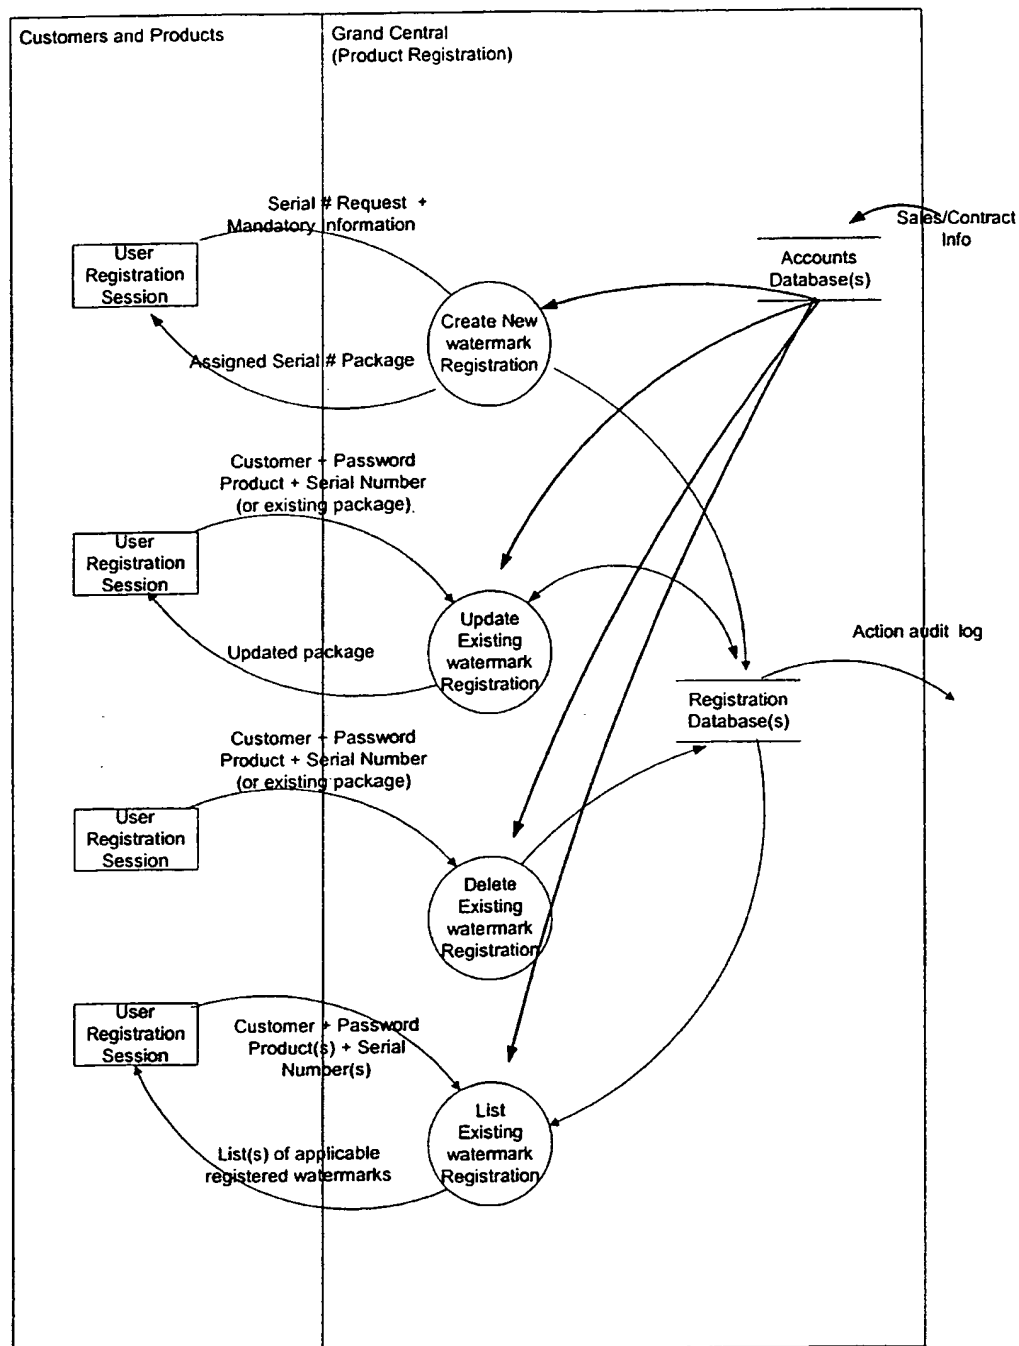 Customers and Products
Grand Central
(Product Registration)
Serial # Request +
Mandatory Information
Sales/Contract
Info
User
Registration
Session
Accounts
Database(s)
Create New
watermark
Registration
Assigned Serial # Package
Customer + Password
Product + Serial Number
(or existing package)
User
Registration
Session
Update
Existing
watermark
Registration
Action audit log
Updated package
Registration
Database(s)
Customer + Password
Product + Serial Number
(or existing package)
User
Registration
Session
Delete
Existing
watermark
Registration
User
Registration
Session
Customer + Password
Product(s) + Serial
Number(s)
List
Existing
watermark
Registration
List(s) of applicable
registered watermarks